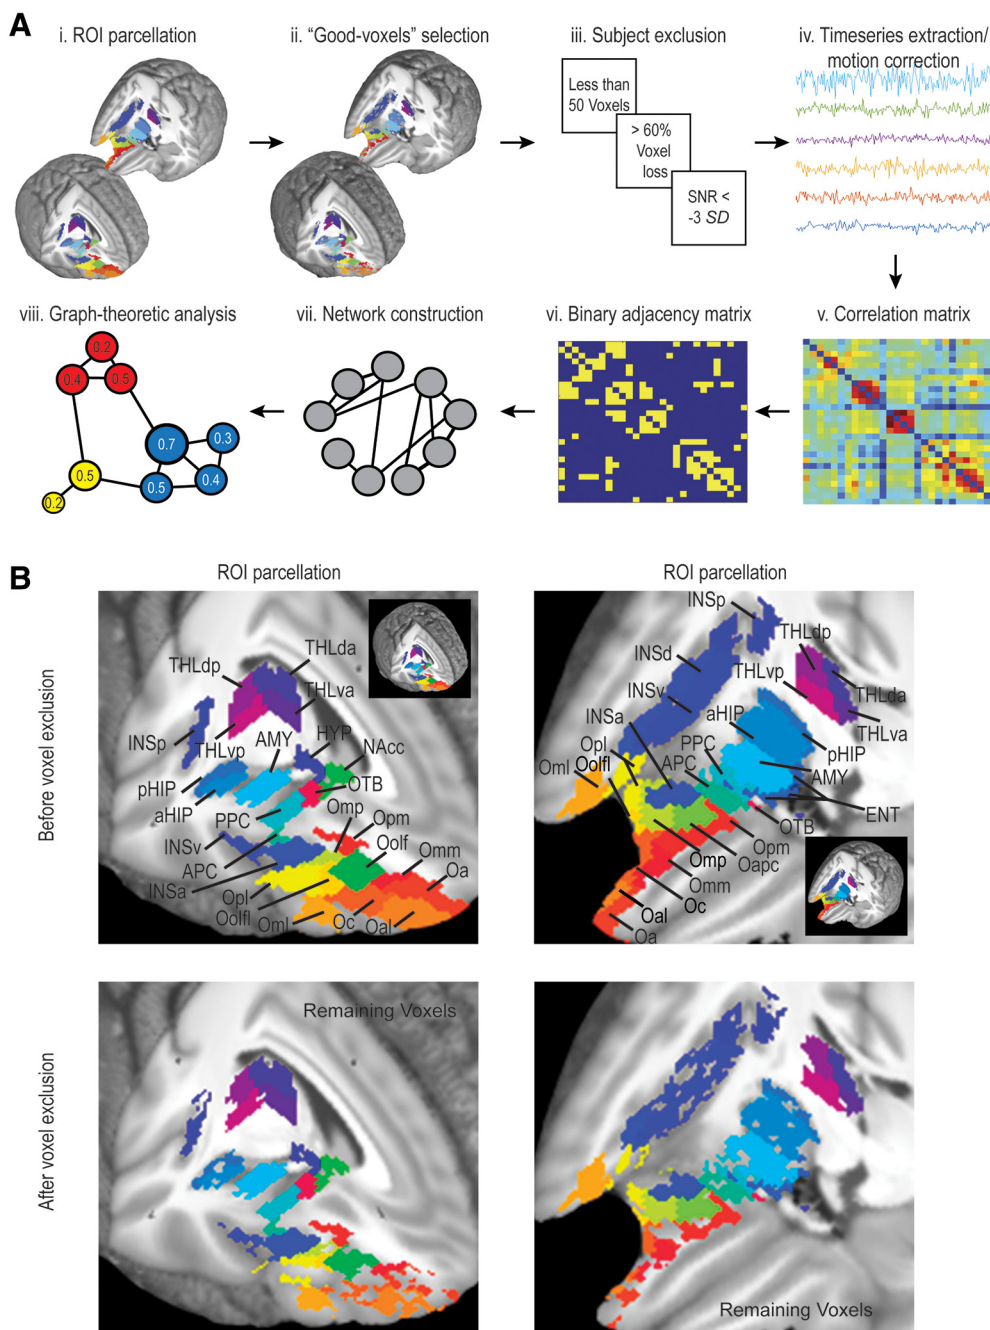 A
i. ROI parcellation
ii. “Good-voxels” selection
iii. Subject exclusion
iv. Timeseries extraction/
motion correction
Less than
50 Voxels
> 60%
Voxel
loss
SNR <
-3 SD
viii. Graph-theoretic analysis
vii. Network construction
vi. Binary adjacency matrix
v. Correlation matrix
0.2
0.4
0.5
0.7
0.3
0.5
0.4
0.5
0.2
B
ROI parcellation
ROI parcellation
Before voxel exclusion
THLdp
THLda
THLva
INSp
THLvp
AMY
HYP
NAcc
pHIP
OTB
aHIP
PPC
Omp
Opm
INSv
Oolf
APC
Omm
INSa
Oa
Opl
Oolfl
Oml
Oc
Oal
INSp
THLdp
INSd
THLvp
INSv
THLda
INSa
aHIP
THLva
Opl
PPC
pHIP
Oml
Oolfl
APC
AMY
ENT
OTB
Opm
Omp
Oapc
Omm
Oal
Oc
Oa
After voxel exclusion
Remaining Voxels
Remaining Voxels